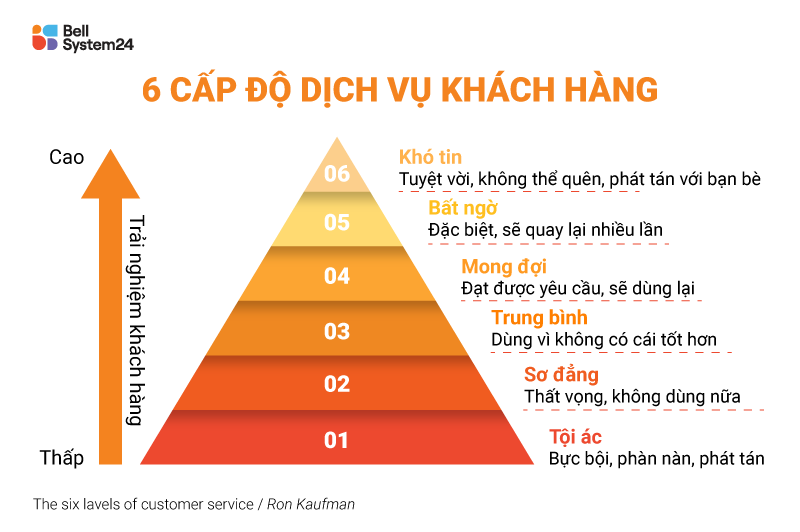 Bell
System24
6 CẤP ĐỘ DỊCH VỤ KHÁCH HÀNG
Cao
Trải nghiệm khách hàng
Thấp
06
Khó tin
Tuyệt vời, không thể quên, phát tán với bạn bè
05
Bất ngờ
Đặc biệt, sẽ quay lại nhiều lần
04
Mong đợi
Đạt được yêu cầu, sẽ dùng lại
03
Trung bình
Dùng vì không có cái tốt hơn
02
Sơ đẳng
Thất vọng, không dùng nữa
01
Tội ác
Bực bội, phàn nàn, phát tán
The six lavels of customer service / Ron Kaufman